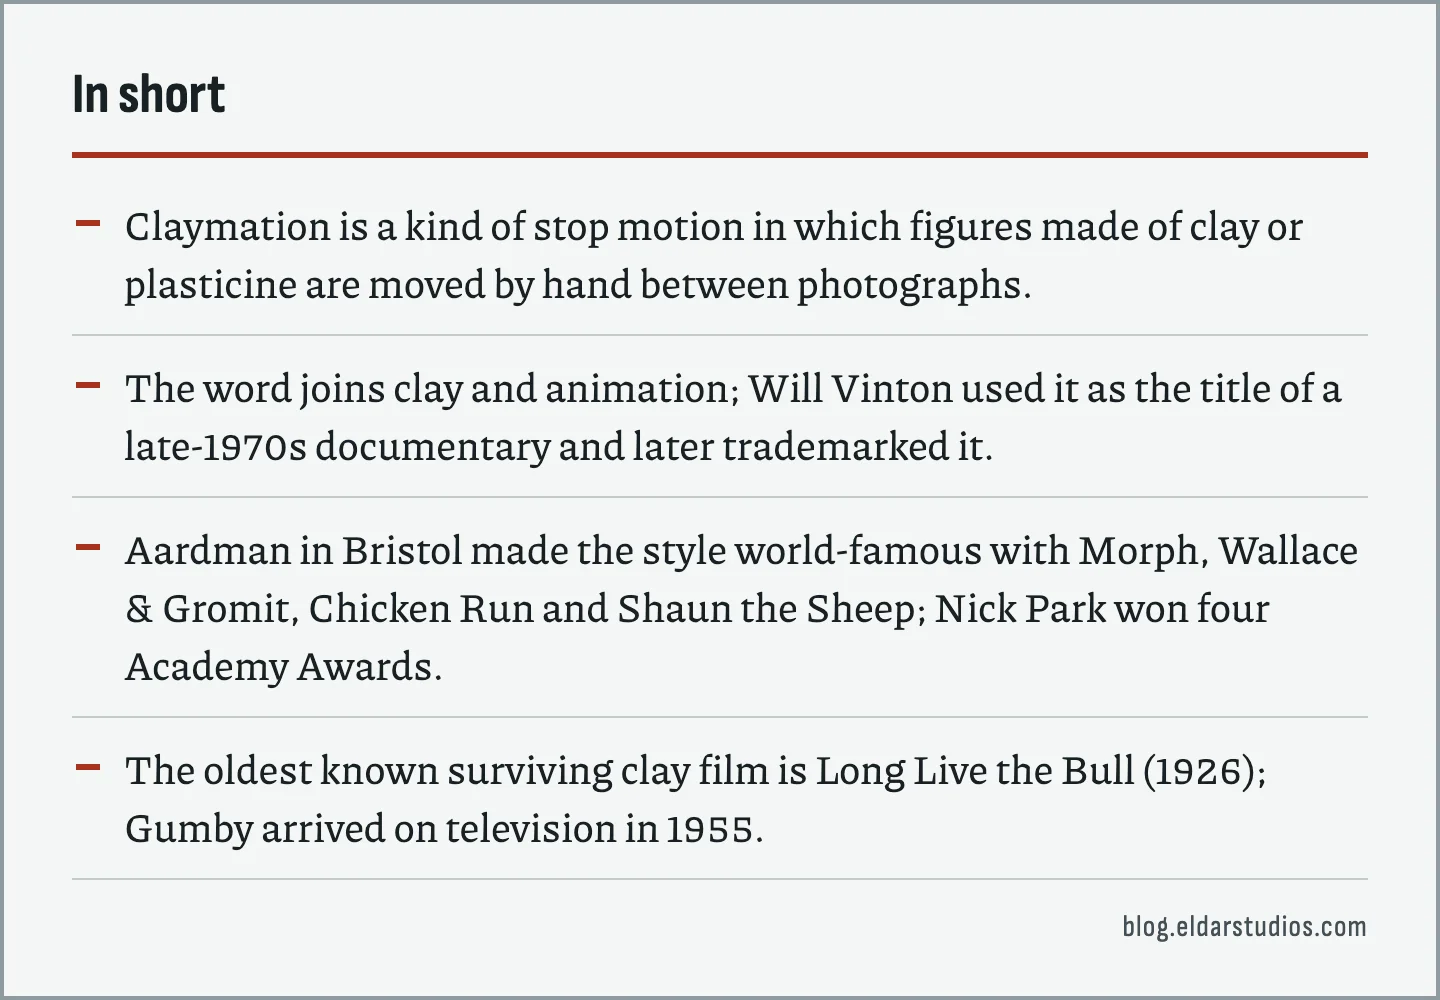 In short
– Claymation is a kind of stop motion in which figures made of clay or
plasticine are moved by hand between photographs.
– The word joins clay and animation; Will Vinton used it as the title of a
late-1970s documentary and later trademarked it.
– Aardman in Bristol made the style world-famous with Morph, Wallace
& Gromit, Chicken Run and Shaun the Sheep; Nick Park won four
Academy Awards.
– The oldest known surviving clay film is Long Live the Bull (1926);
Gumby arrived on television in 1955.
blog.eldarstudios.com